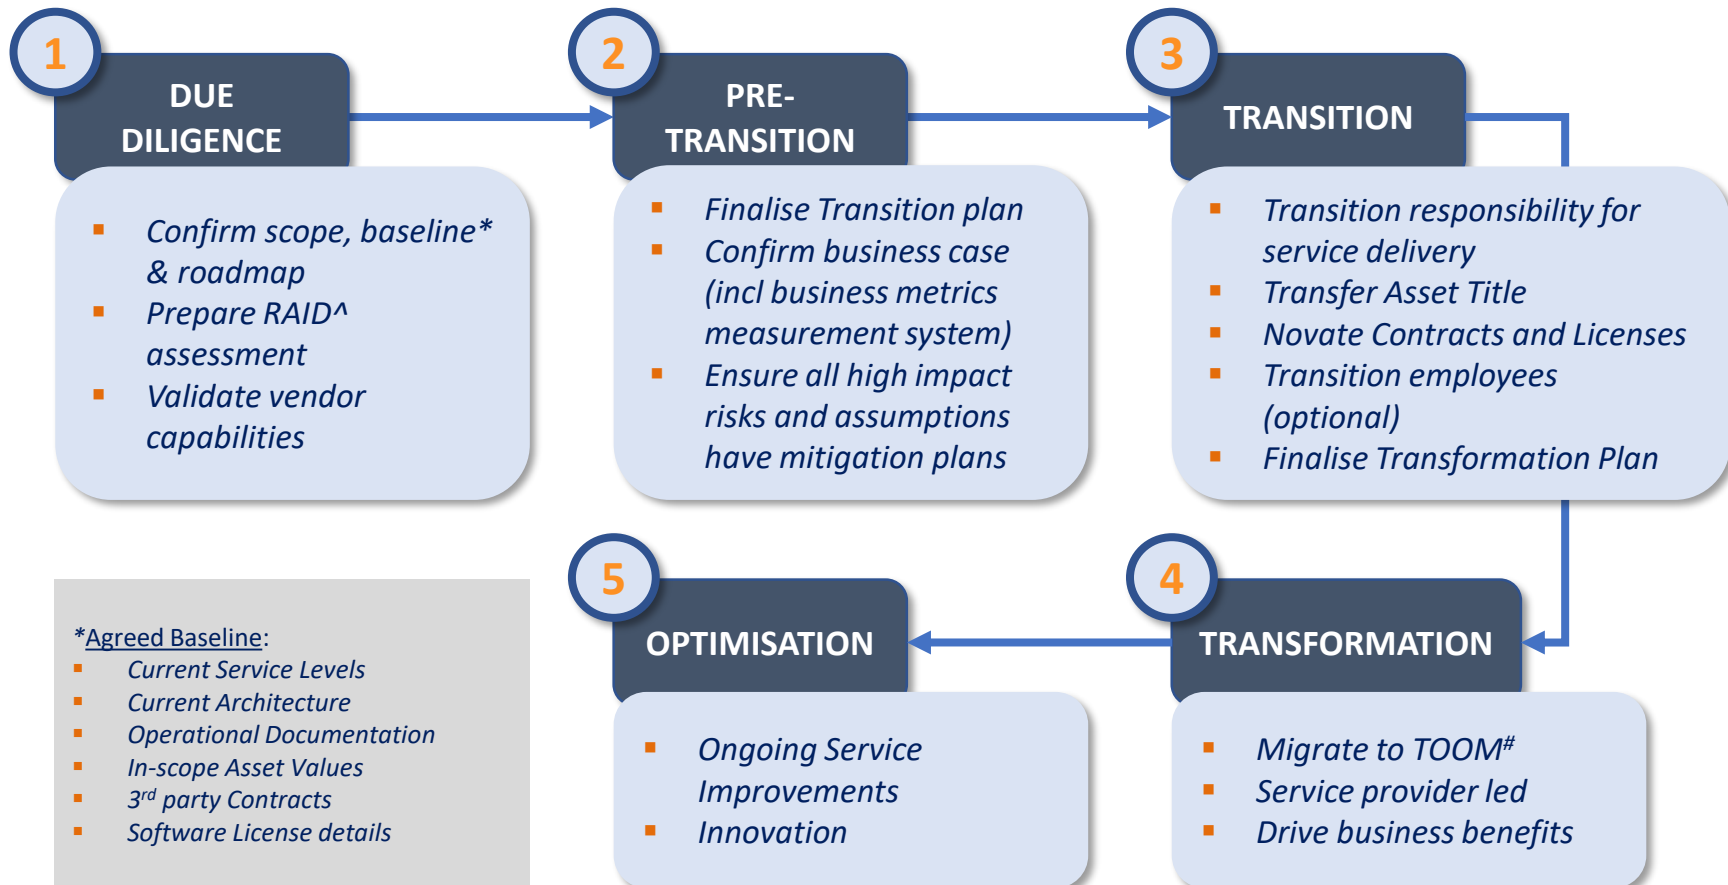 1
DUE
DILIGENCE
▪ Confirm scope, baseline*
& roadmap
▪ Prepare RAID^
assessment
▪ Validate vendor
capabilities
2
PRE-
TRANSITION
▪ Finalise Transition plan
▪ Confirm business case
(incl business metrics
measurement system)
▪ Ensure all high impact
risks and assumptions
have mitigation plans
3
TRANSITION
▪ Transition responsibility for
service delivery
▪ Transfer Asset Title
▪ Novate Contracts and Licenses
▪ Transition employees
(optional)
▪ Finalise Transformation Plan
4
TRANSFORMATION
▪ Migrate to TOOM#
▪ Service provider led
▪ Drive business benefits
5
OPTIMISATION
▪ Ongoing Service
Improvements
▪ Innovation
*Agreed Baseline:
▪ Current Service Levels
▪ Current Architecture
▪ Operational Documentation
▪ In-scope Asset Values
▪ 3rd party Contracts
▪ Software License details